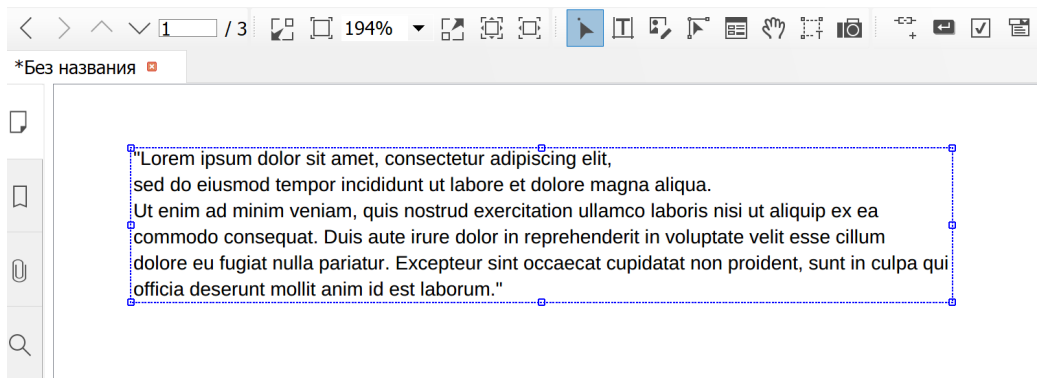 1 / 3 194%
*Без названия
"Lorem ipsum dolor sit amet, consectetur adipiscing elit,
sed do eiusmod tempor incididunt ut labore et dolore magna aliqua.
Ut enim ad minim veniam, quis nostrud exercitation ullamco laboris nisi ut aliquip ex ea
commodo consequat. Duis aute irure dolor in reprehenderit in voluptate velit esse cillum
dolore eu fugiat nulla pariatur. Excepteur sint occaecat cupidatat non proident, sunt in culpa qui
officia deserunt mollit anim id est laborum."